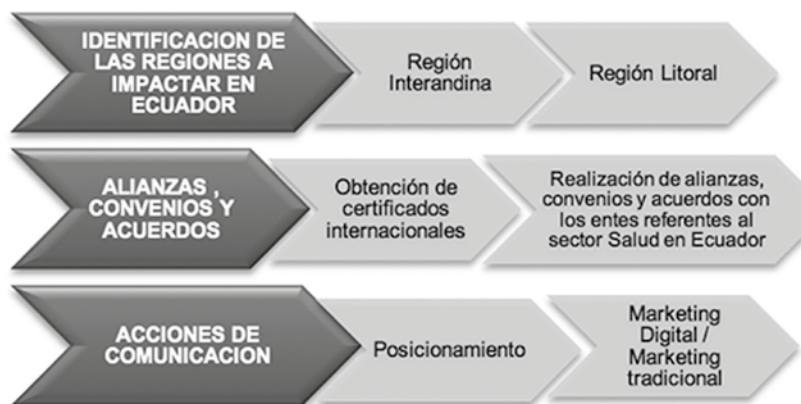 IDENTIFICACION DE
LAS REGIONES A
IMPACTAR EN
ECUADOR
Región
Interandina
Región Litoral
ALIANZAS ,
CONVENIOS Y
ACUERDOS
Obtención de
certificados
internacionales
Realización de alianzas,
convenios y acuerdos con
los entes referentes al
sector Salud en Ecuador
ACCIONES DE
COMUNICACION
Posicionamiento
Marketing
Digital /
Marketing
tradicional